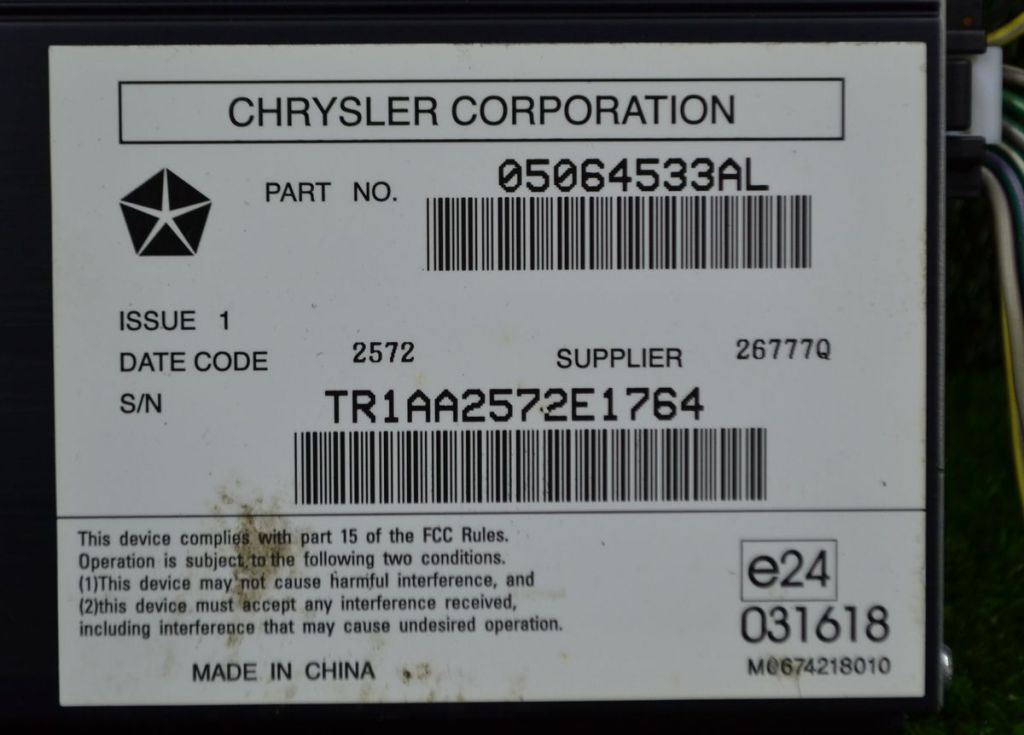 CHRYSLER CORPORATION
PART NO. 05064533AL
ISSUE 1
DATE CODE 2572 SUPPLIER 26777Q
S/N TR1AA2572E1764
This device complies with part 15 of the FCC Rules.
Operation is subject to the following two conditions.
(1)This device may not cause harmful interference, and
(2)this device must accept any interference received,
including interference that may cause undesired operation.
MADE IN CHINA
e24
031618
MC674218010